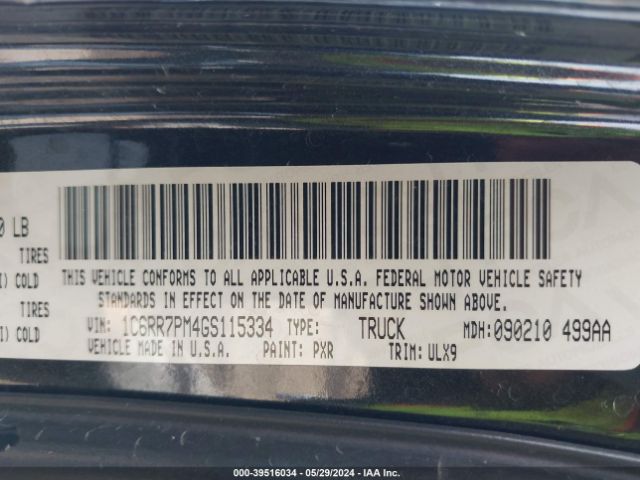 0 LB
TIRES
I) COLD
TIRES
I) COLD
THIS VEHICLE CONFORMS TO ALL APPLICABLE U.S.A. FEDERAL MOTOR VEHICLE SAFETY
STANDARDS IN EFFECT ON THE DATE OF MANUFACTURE SHOWN ABOVE.
VIN: 1C6RR7PM4GS115334 TYPE: TRUCK MDH: 090210 499AA
VEHICLE MADE IN U.S.A. PAINT: PXR TRIM: ULX9
000-39516034 - 05/29/2024 - IAA Inc.